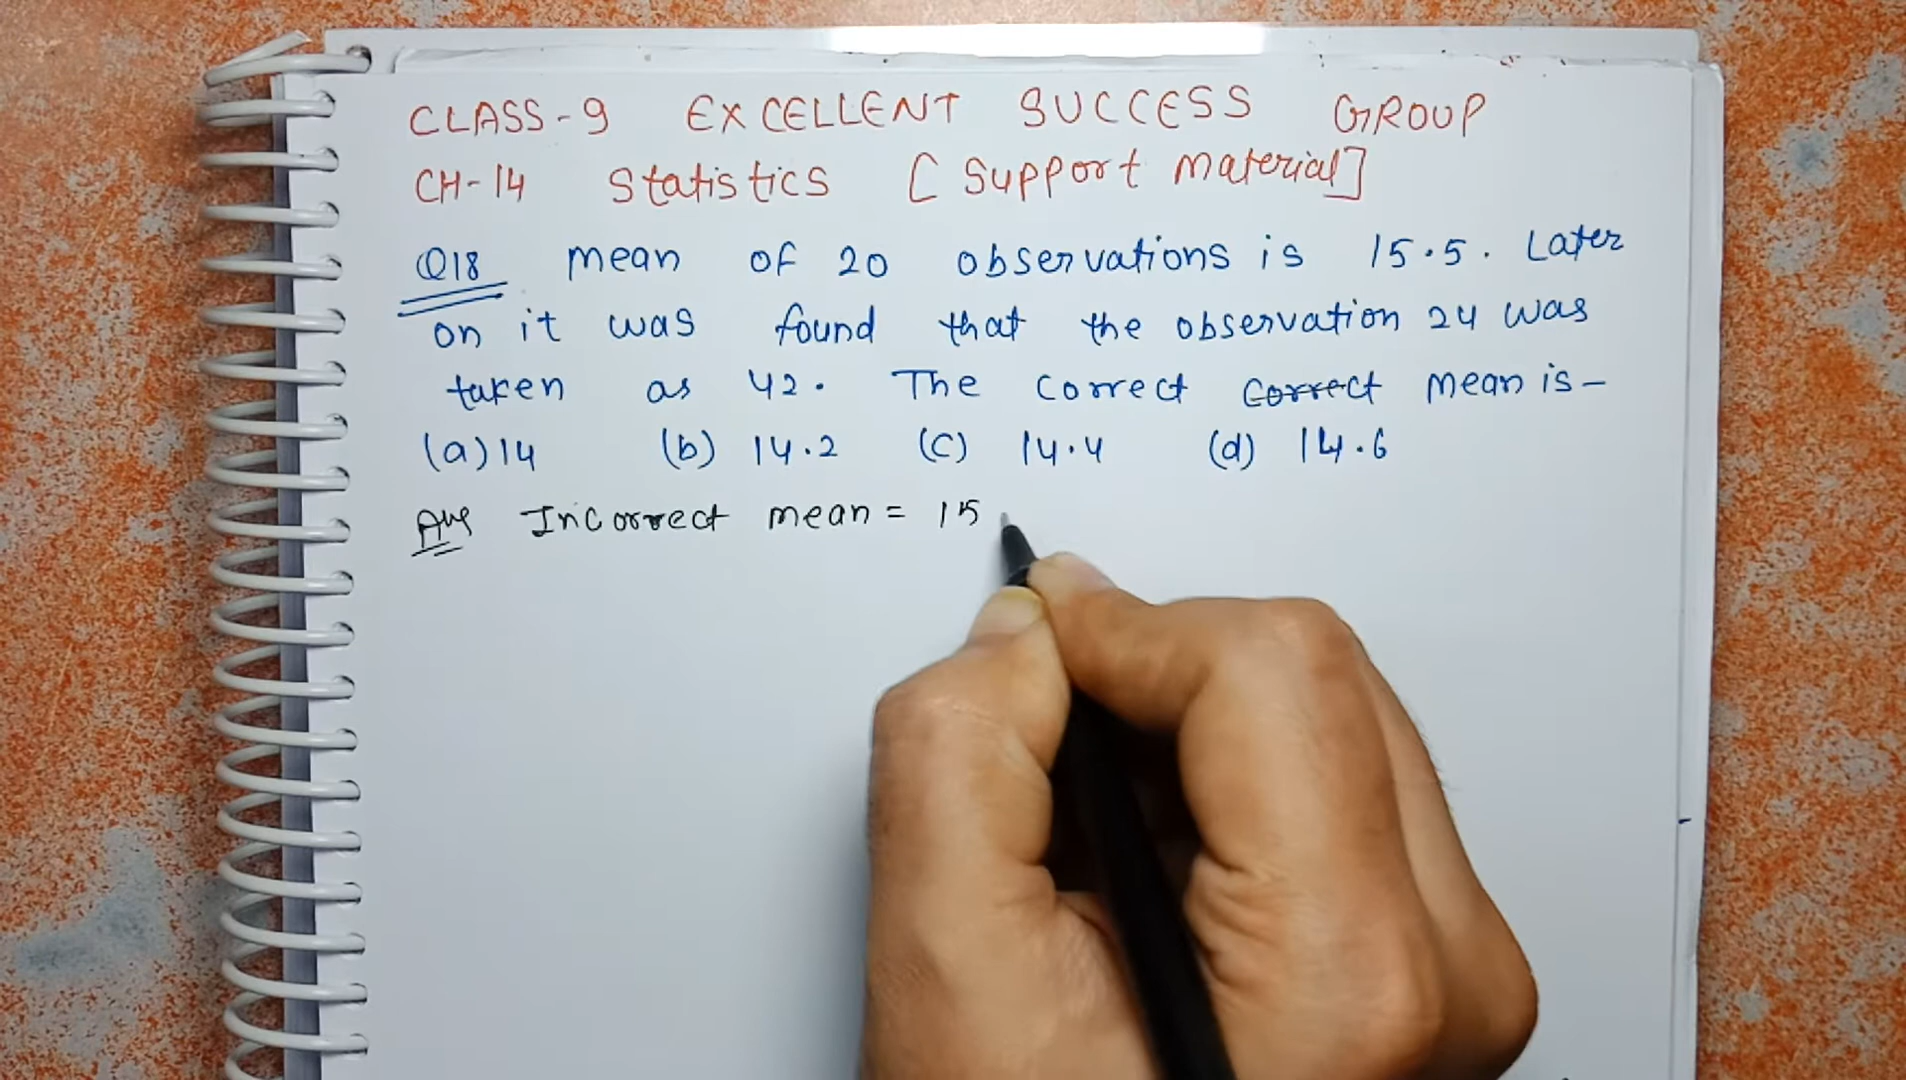 CLASS-9 EXCELLENT SUCCESS GROUP
CH-14 Statistics [Support Material]
Q18 mean of 20 observations is 15.5. Later
on it was found that the observation 24 was
taken as 42. The correct correct mean is-
(a) 14 (b) 14.2 (c) 14.4 (d) 14.6
Ans Incorrect mean = 15